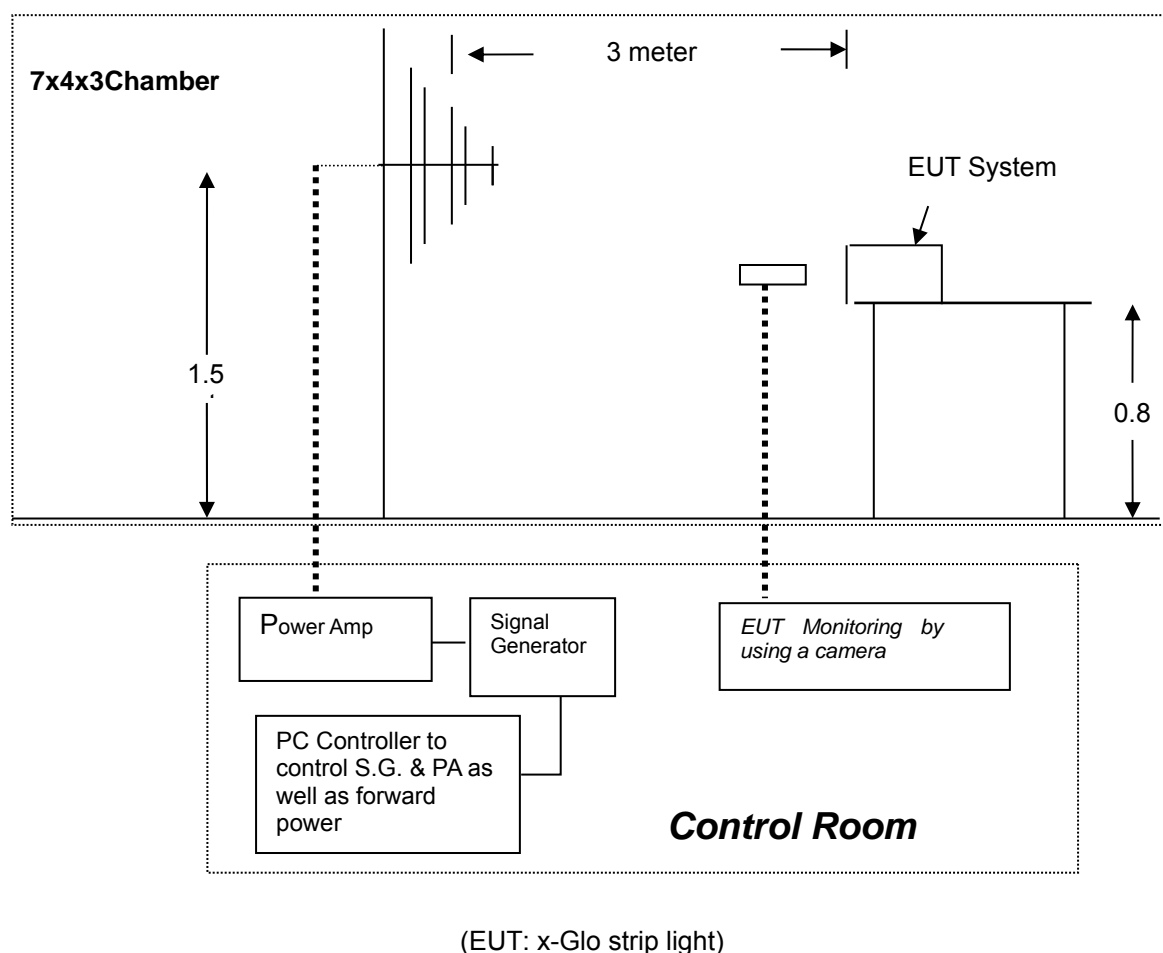 3 meter
7x4x3Chamber
EUT System
1.5
0.8
Power Amp
Signal
Generator
EUT Monitoring by
using a camera
PC Controller to
control S.G. & PA as
well as forward
power
Control Room
(EUT: x-Glo strip light)